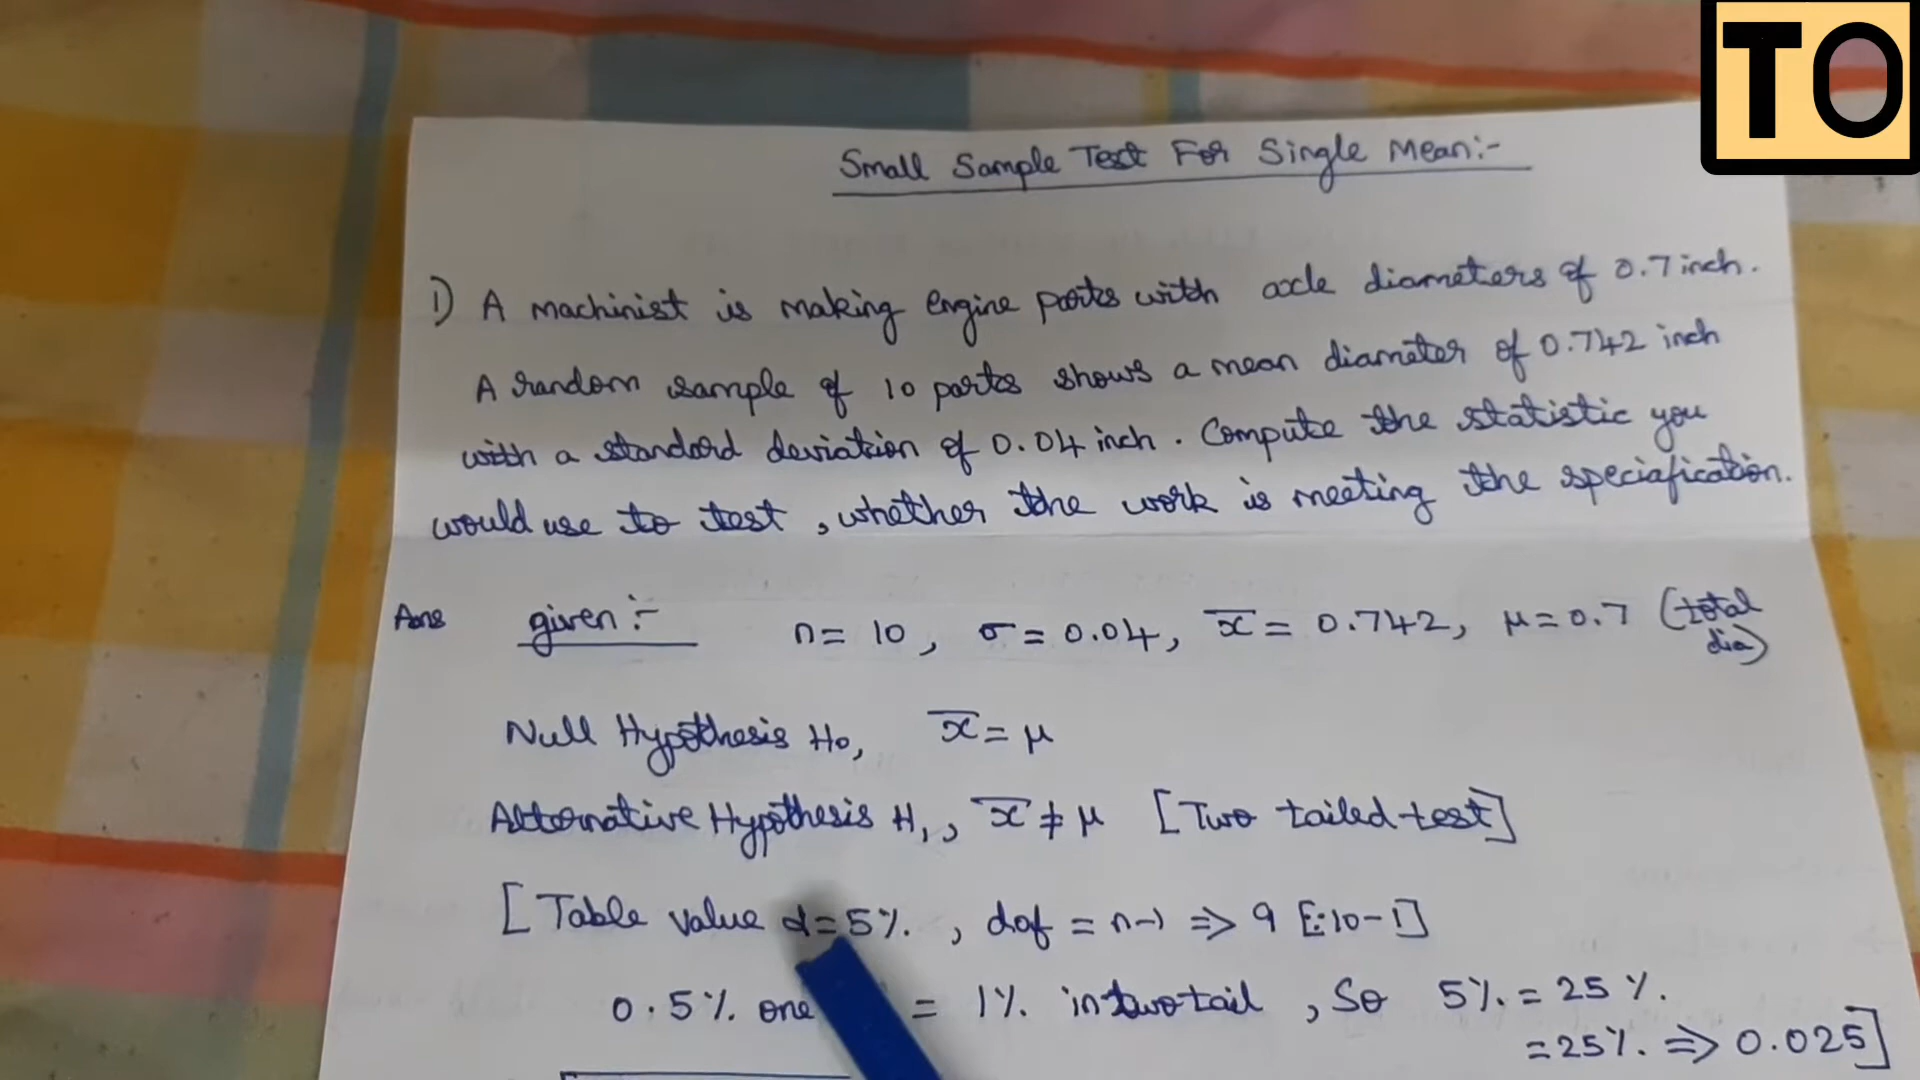 TO
Small Sample Test For Single Mean:-
1) A machinist is making engine parts with axle diameters of 0.7 inch.
A random sample of 10 parts shows a mean diameter of 0.742 inch
with a standard deviation of 0.04 inch. Compute the statistic you
would use to test, whether the work is meeting the speciafication.
Ans given:- n = 10, σ = 0.04, x̄ = 0.742, μ = 0.7 (total dia)
Null Hypothesis H₀, x̄ = μ
Alternative Hypothesis H₁, x̄ ≠ μ [Two tailed test]
[Table value α = 5%, dof = n-1 => 9 [∵10-1]
0.5% one = 1% in two tail, So 5% = 25%.
= 25% => 0.025]